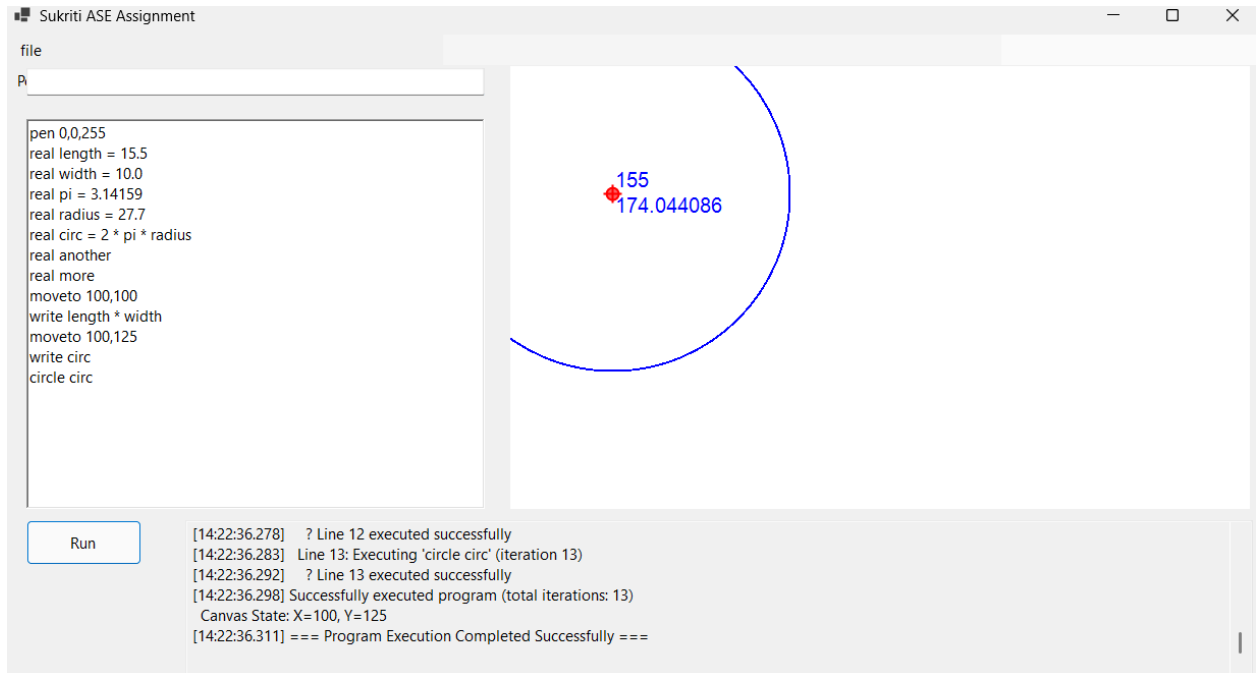 Sukriti ASE Assignment
file
pen 0,0,255
real length = 15.5
real width = 10.0
real pi = 3.14159
real radius = 27.7
real circ = 2 * pi * radius
real another
real more
moveto 100,100
write length * width
moveto 100,125
write circ
circle circ
155
174.044086
Run
[14:22:36.278]     ? Line 12 executed successfully
[14:22:36.283]   Line 13: Executing 'circle circ' (iteration 13)
[14:22:36.292]     ? Line 13 executed successfully
[14:22:36.298] Successfully executed program (total iterations: 13)
Canvas State: X=100, Y=125
[14:22:36.311] === Program Execution Completed Successfully ===